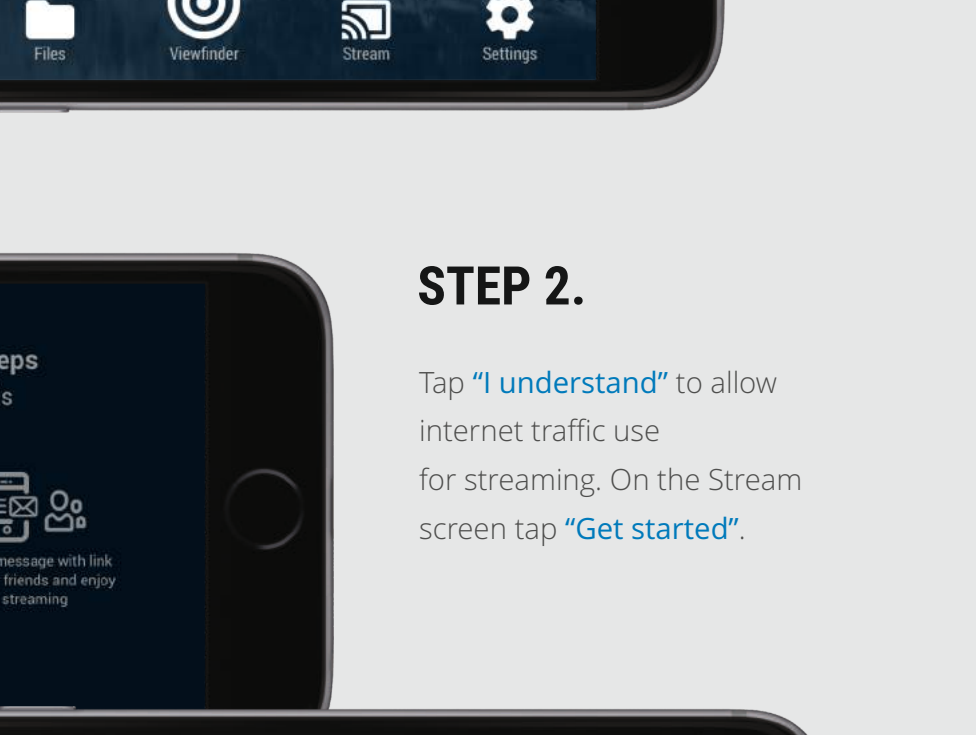 Files Viewfinder Stream Settings
STEP 2.
Tap “I understand” to allow
internet traffic use
for streaming. On the Stream
screen tap “Get started”.
eps
s
message with link
friends and enjoy
streaming